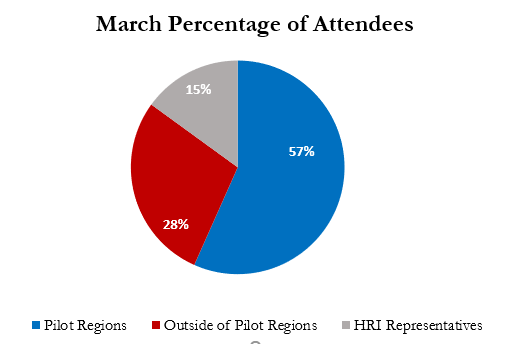 March Percentage of Attendees
15%
57%
28%
Pilot Regions Outside of Pilot Regions HRI Representatives